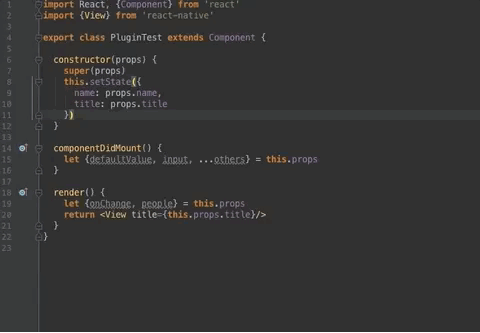 1 import React, {Component} from 'react'
2 import {View} from 'react-native'
3
4 export class PluginTest extends Component {
5
6 constructor(props) {
7 super(props)
8 this.setState({
9 name: props.name,
10 title: props.title
11 })
12 }
13
14 componentDidMount() {
15 let {defaultValue, input, ...others} = this.props
16 }
17
18 render() {
19 let {onChange, people} = this.props
20 return <View title={this.props.title}/>
21 }
22 }
23